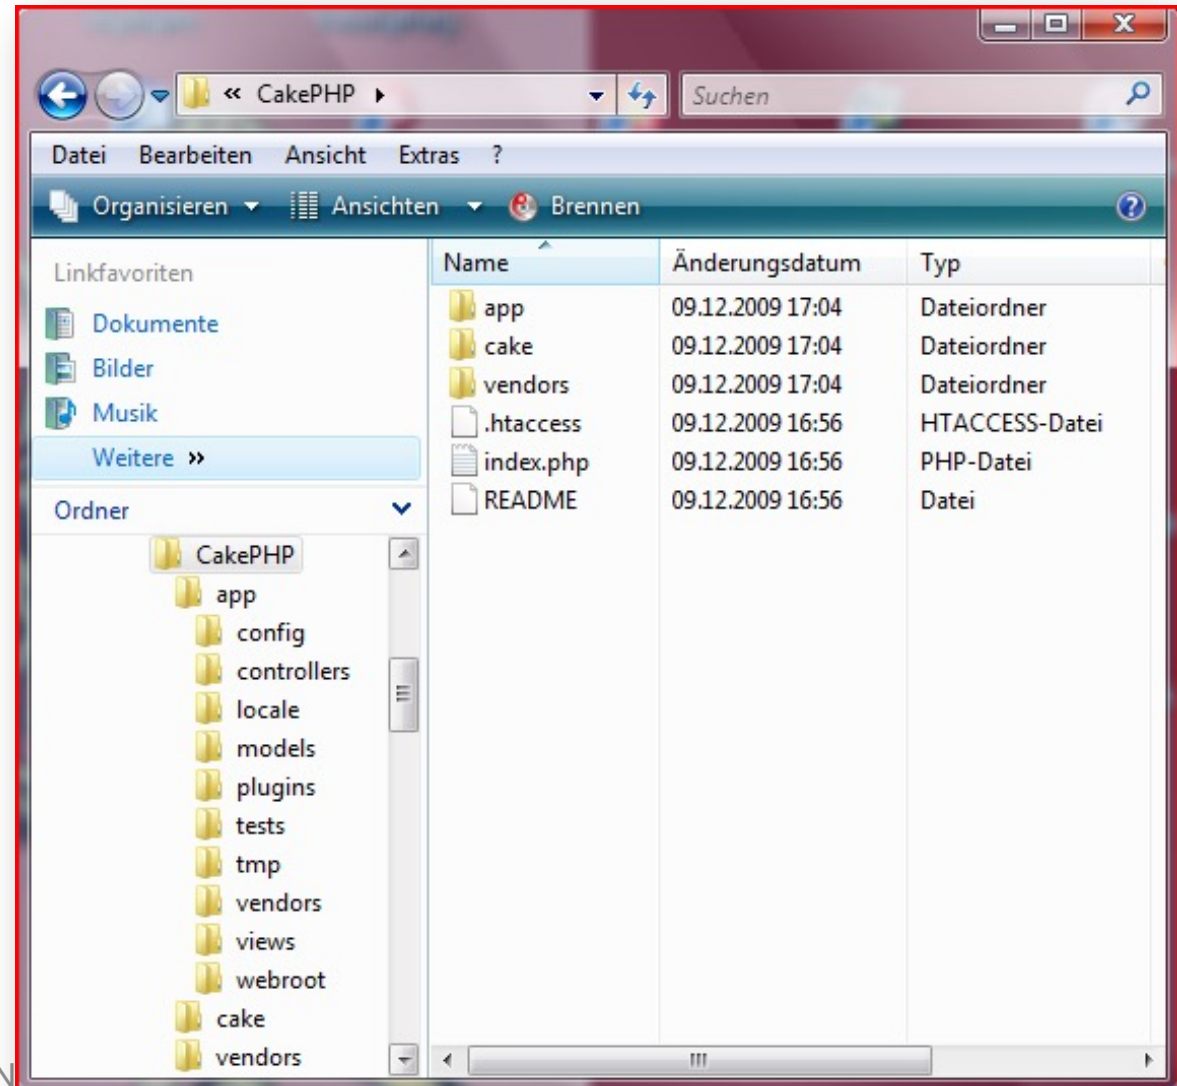 « CakePHP
Suchen
Datei Bearbeiten Ansicht Extras ?
Organisieren Ansichten Brennen ?
Linkfavoriten
Dokumente
Bilder
Musik
Weitere »
Ordner
CakePHP
app
config
controllers
locale
models
plugins
tests
tmp
vendors
views
webroot
cake
vendors
Name Änderungsdatum Typ
app 09.12.2009 17:04 Dateiordner
cake 09.12.2009 17:04 Dateiordner
vendors 09.12.2009 17:04 Dateiordner
.htaccess 09.12.2009 16:56 HTACCESS-Datei
index.php 09.12.2009 16:56 PHP-Datei
README 09.12.2009 16:56 Datei
N